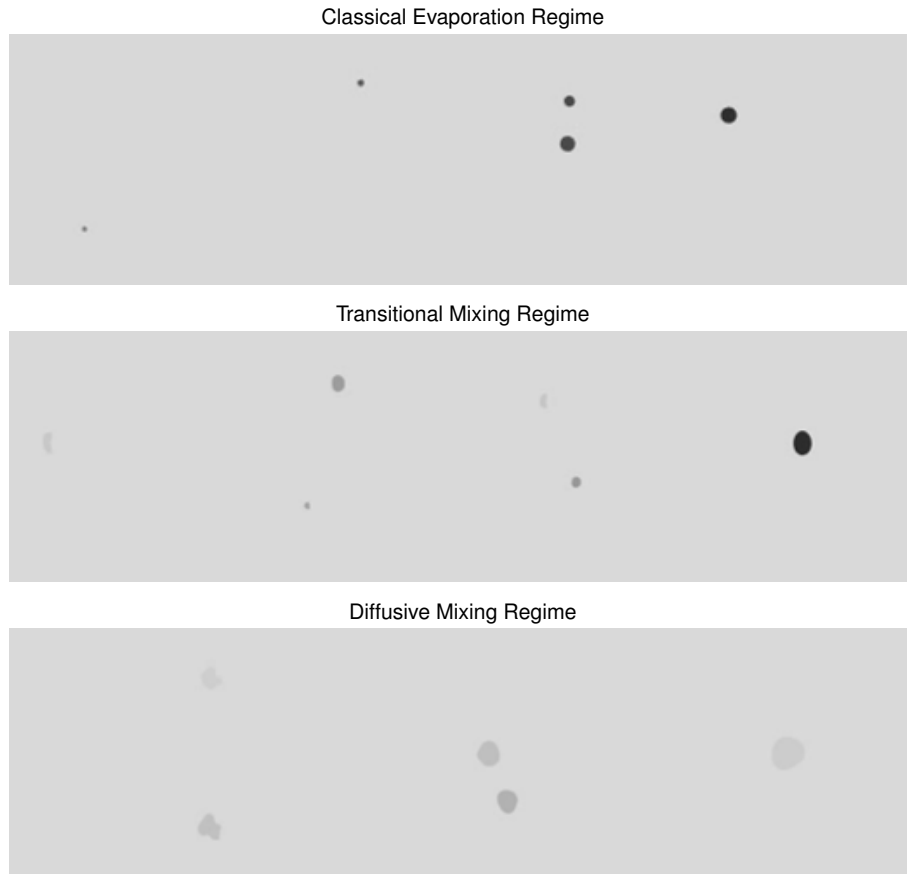 Classical Evaporation Regime
Transitional Mixing Regime
Diffusive Mixing Regime